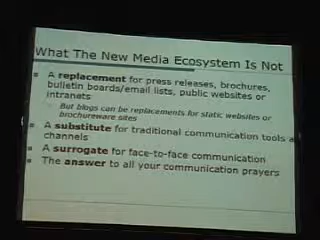 What The New Media Ecosystem Is Not
A replacement for press releases, brochures,
bulletin boards/email lists, public websites or
intranets
But blogs can be replacements for static websites or
brochureware sites
A substitute for traditional communication tools a
channels
A surrogate for face-to-face communication
The answer to all your communication prayers